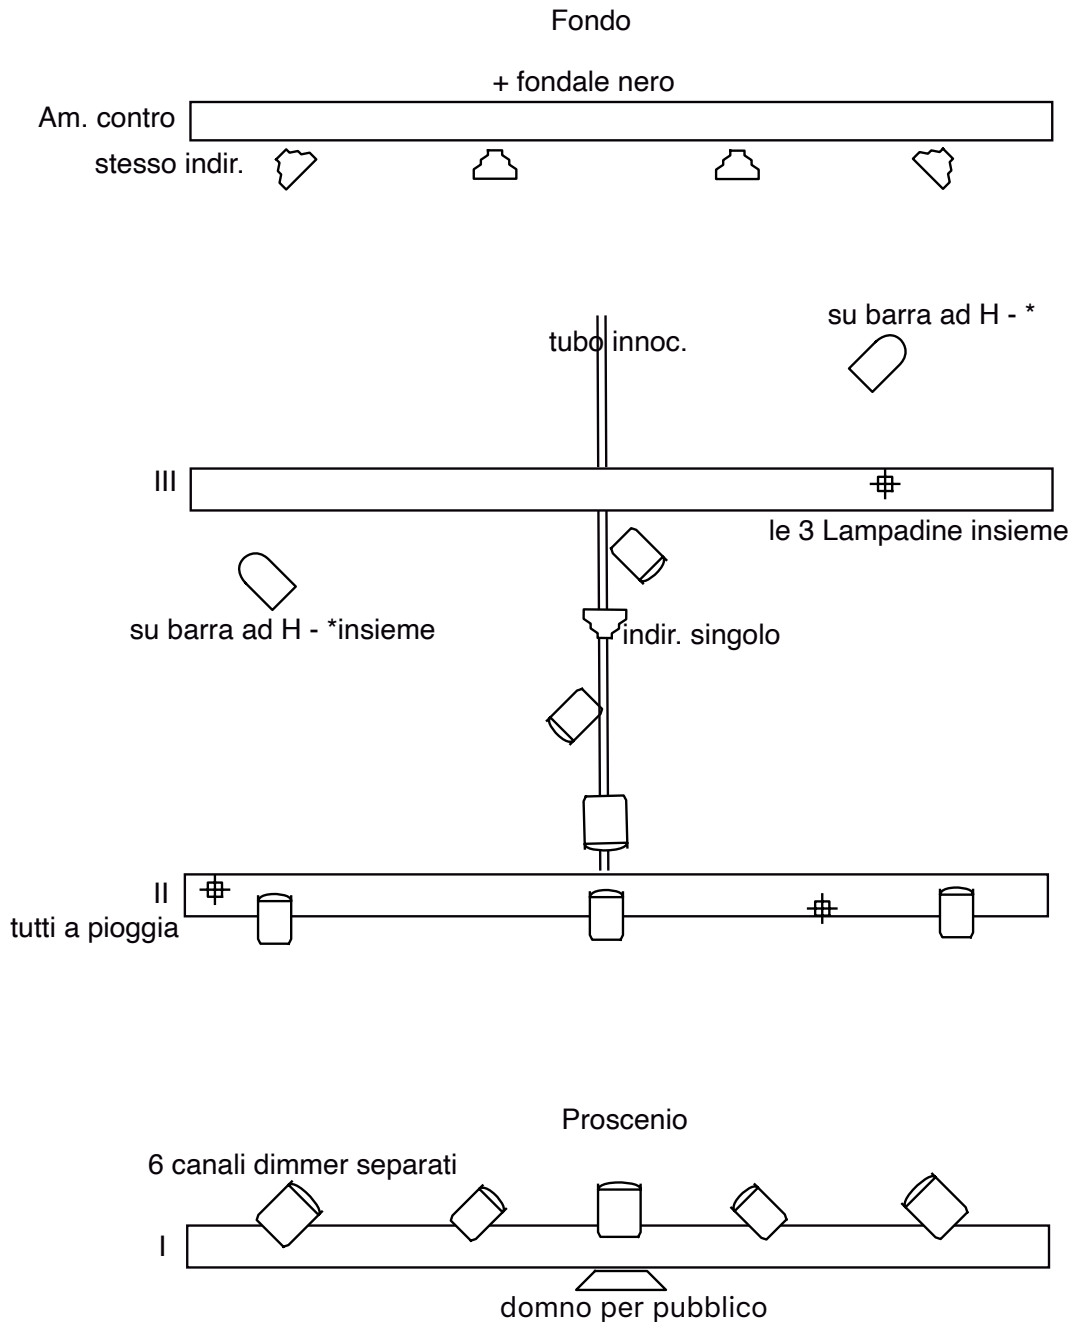 Fondo
+ fondale nero
Am. contro
stesso indir.
su barra ad H - *
tubo innoc.
III
le 3 Lampadine insieme
su barra ad H - *insieme
indir. singolo
II
tutti a pioggia
Proscenio
6 canali dimmer separati
I
domno per pubblico